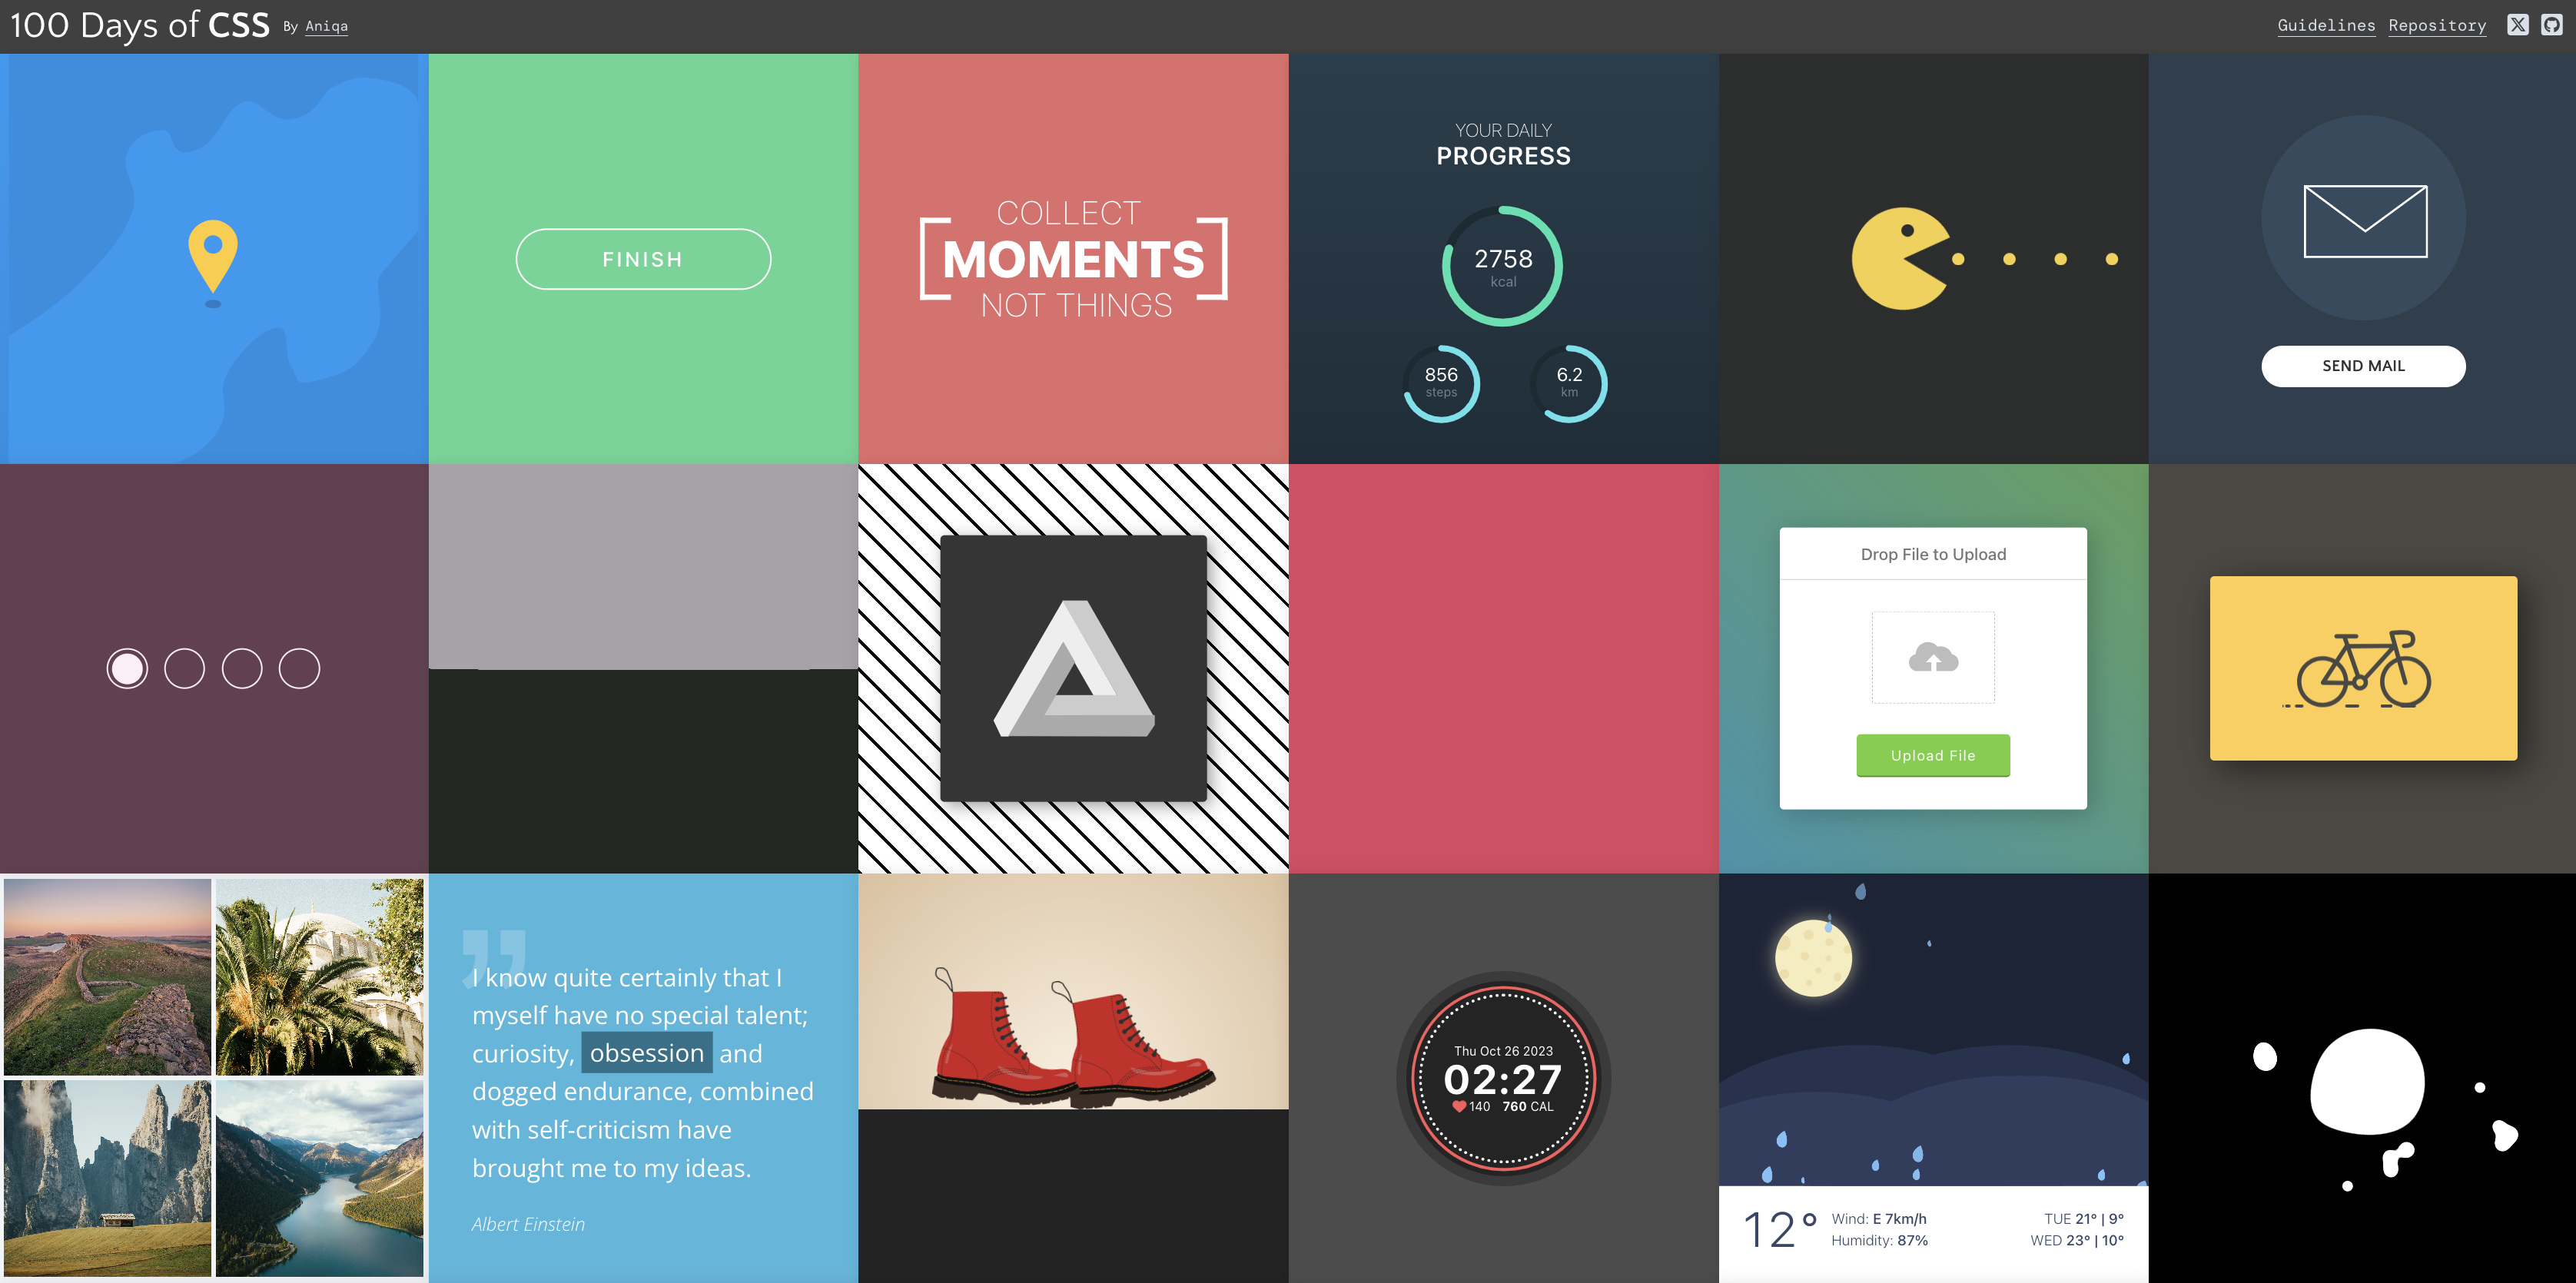 100 Days of CSS By Aniqa
Guidelines Repository
FINISH
COLLECT
MOMENTS
NOT THINGS
YOUR DAILY
PROGRESS
2758
kcal
856
steps
6.2
km
SEND MAIL
Drop File to Upload
Upload File
”
I know quite certainly that I
myself have no special talent;
curiosity, obsession and
dogged endurance, combined
with self-criticism have
brought me to my ideas.
Albert Einstein
Thu Oct 26 2023
02:27
140 760 CAL
12°
Wind: E 7km/h
Humidity: 87%
TUE 21° | 9°
WED 23° | 10°